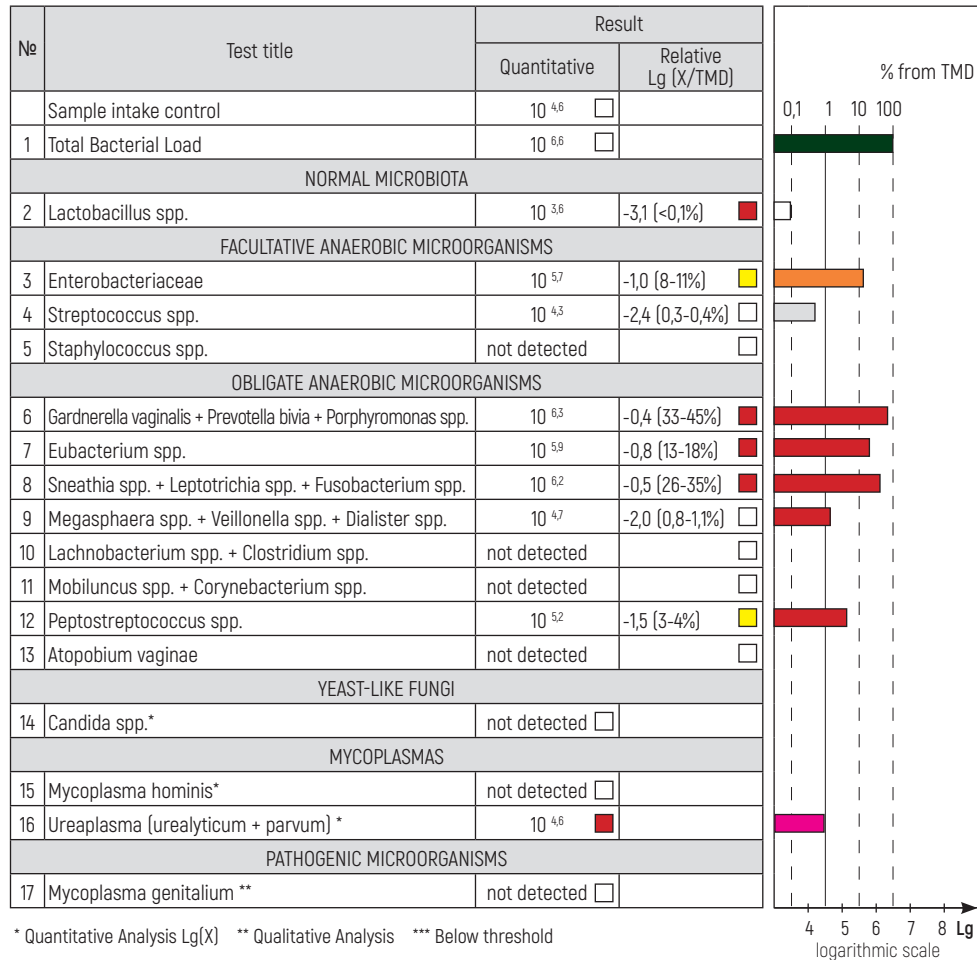 № Test title Result % from TMD
Quantitative Relative Lg (X/TMD)
Sample intake control 10 4,6 0,1 1 10 100
1 Total Bacterial Load 10 6,6
NORMAL MICROBIOTA
2 Lactobacillus spp. 10 3,6 -3,1 (<0,1%)
FACULTATIVE ANAEROBIC MICROORGANISMS
3 Enterobacteriaceae 10 5,7 -1,0 (8-11%)
4 Streptococcus spp. 10 4,3 -2,4 (0,3-0,4%)
5 Staphylococcus spp. not detected
OBLIGATE ANAEROBIC MICROORGANISMS
6 Gardnerella vaginalis + Prevotella bivia + Porphyromonas spp. 10 6,3 -0,4 (33-45%)
7 Eubacterium spp. 10 5,9 -0,8 (13-18%)
8 Sneathia spp. + Leptotrichia spp. + Fusobacterium spp. 10 6,2 -0,5 (26-35%)
9 Megasphaera spp. + Veillonella spp. + Dialister spp. 10 4,7 -2,0 (0,8-1,1%)
10 Lachnobacterium spp. + Clostridium spp. not detected
11 Mobiluncus spp. + Corynebacterium spp. not detected
12 Peptostreptococcus spp. 10 5,2 -1,5 (3-4%)
13 Atopobium vaginae not detected
YEAST-LIKE FUNGI
14 Candida spp.* not detected
MYCOPLASMAS
15 Mycoplasma hominis* not detected
16 Ureaplasma (urealyticum + parvum) * 10 4,6
PATHOGENIC MICROORGANISMS
17 Mycoplasma genitalium ** not detected
4 5 6 7 8 Lg
logarithmic scale
* Quantitative Analysis Lg(X) ** Qualitative Analysis *** Below threshold